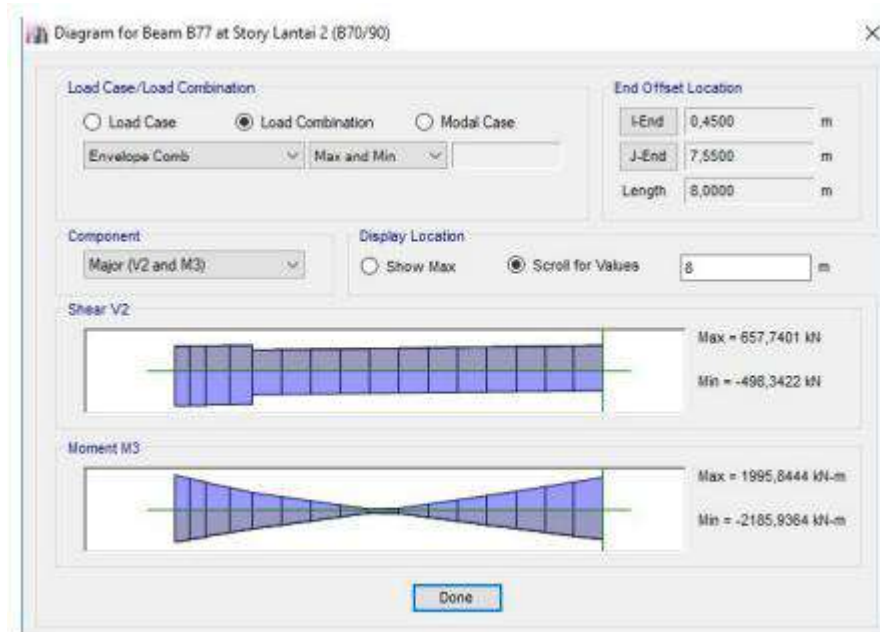 Diagram for Beam B77 at Story Lantai 2 (B70/90)
Load Case/Load Combination
Load Case Load Combination Modal Case
Envelope Comb Max and Min
End Offset Location
I-End 0,4500 m
J-End 7,5500 m
Length 8,0000 m
Component
Major (V2 and M3)
Display Location
Show Max Scroll for Values 8 m
Shear V2
Max = 657,7401 kN
Min = -498,3422 kN
Moment M3
Max = 1995,8444 kN-m
Min = -2185,9364 kN-m
Done